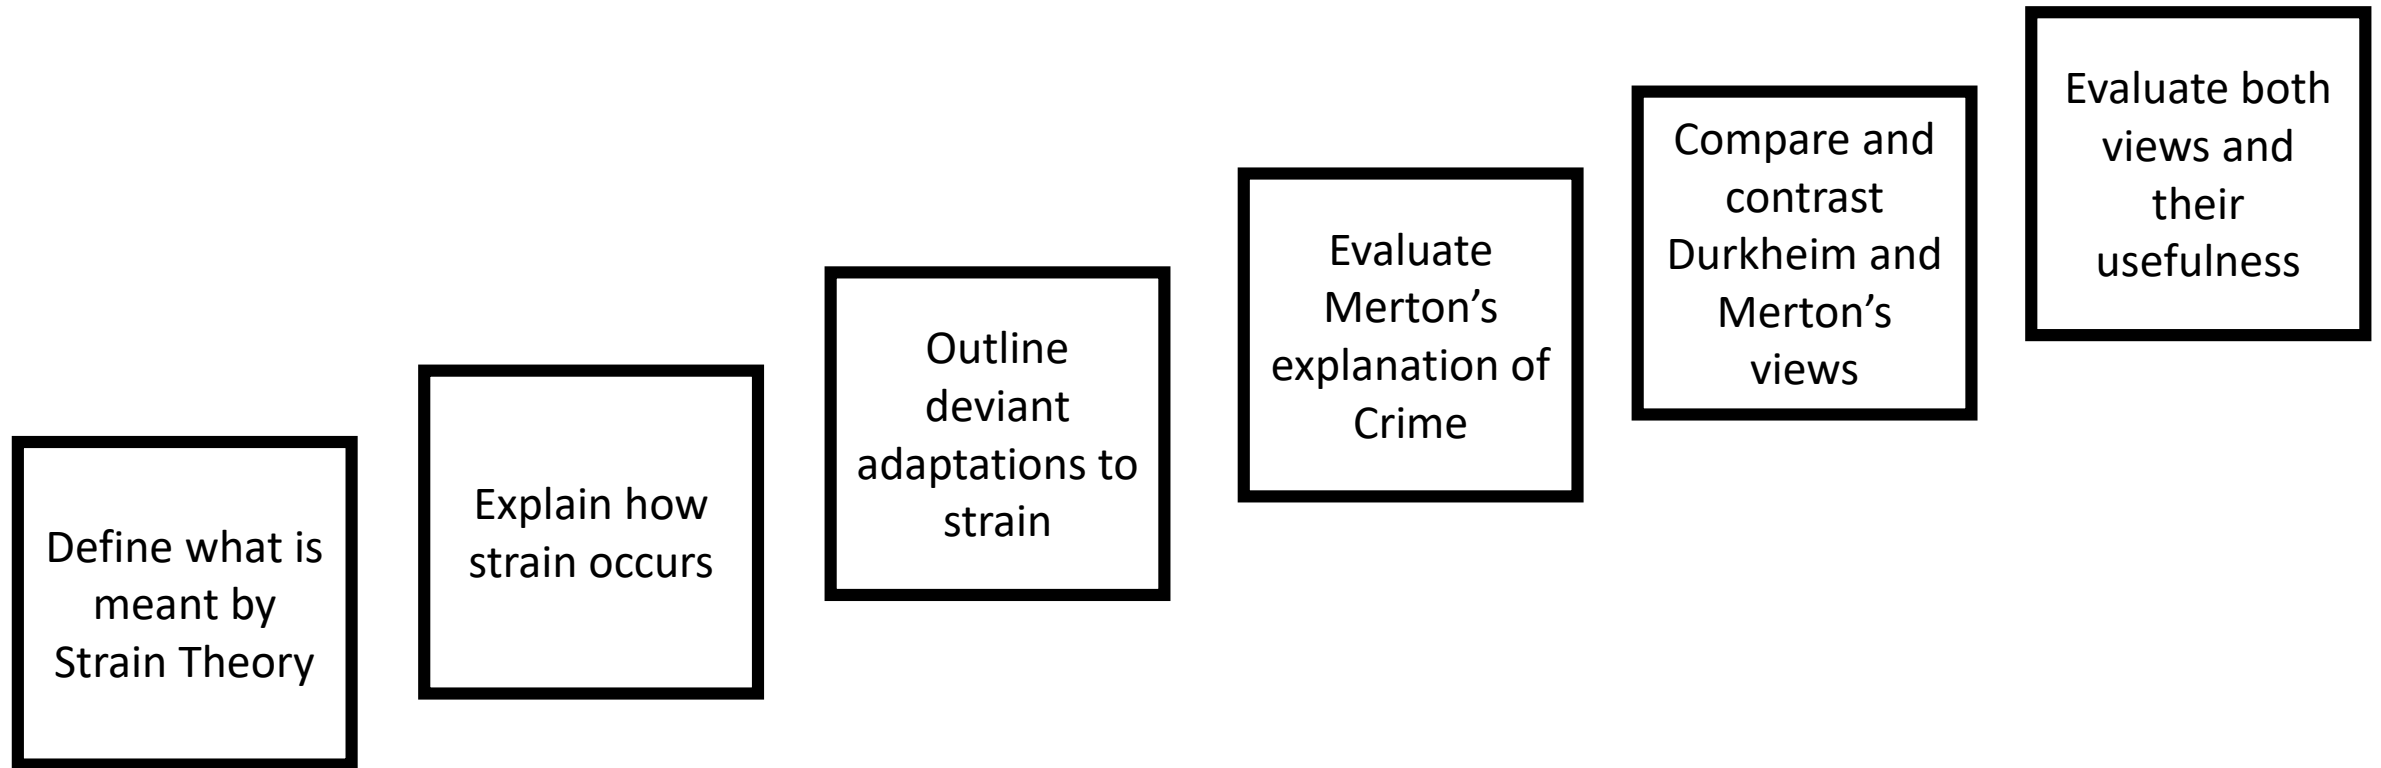 Define what is
meant by
Strain Theory
Explain how
strain occurs
Outline
deviant
adaptations to
strain
Evaluate
Merton’s
explanation of
Crime
Compare and
contrast
Durkheim and
Merton’s
views
Evaluate both
views and
their
usefulness